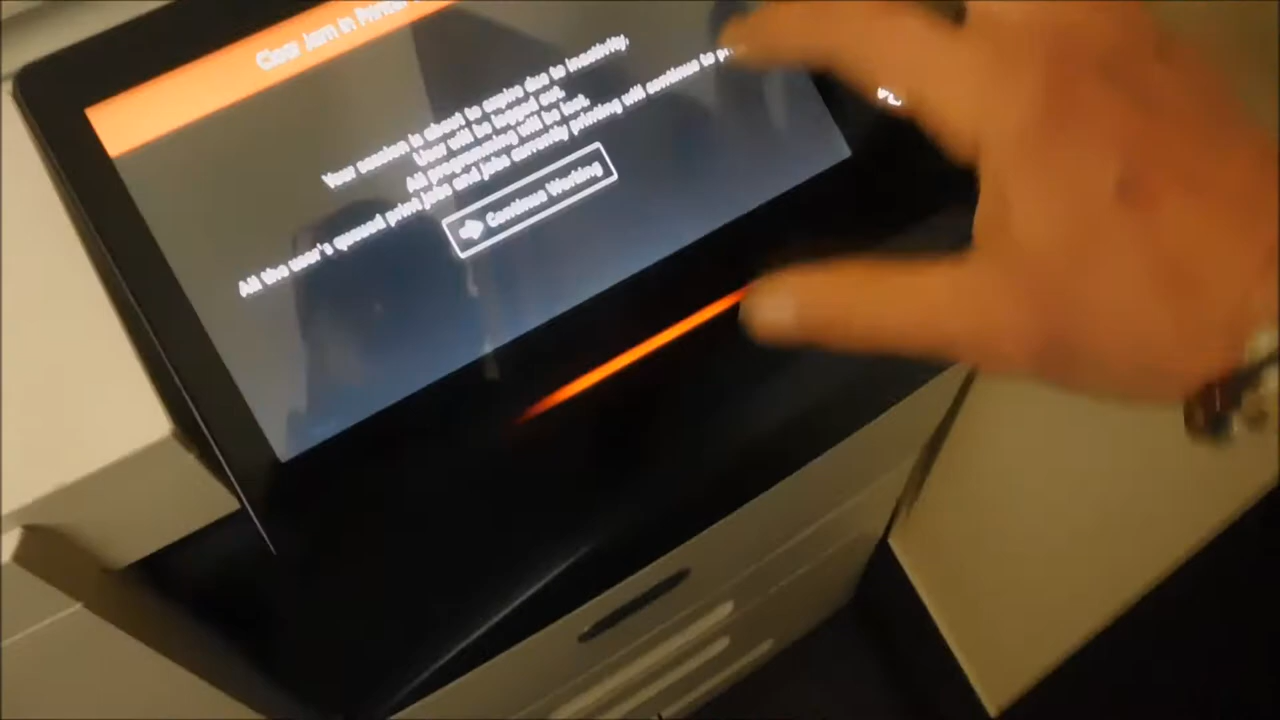 Clear Jam in Printer
Your session is about to expire due to inactivity.
User will be logged out.
All programming will be lost.
All the user's queued print jobs and jobs currently printing will continue to
Continue Working